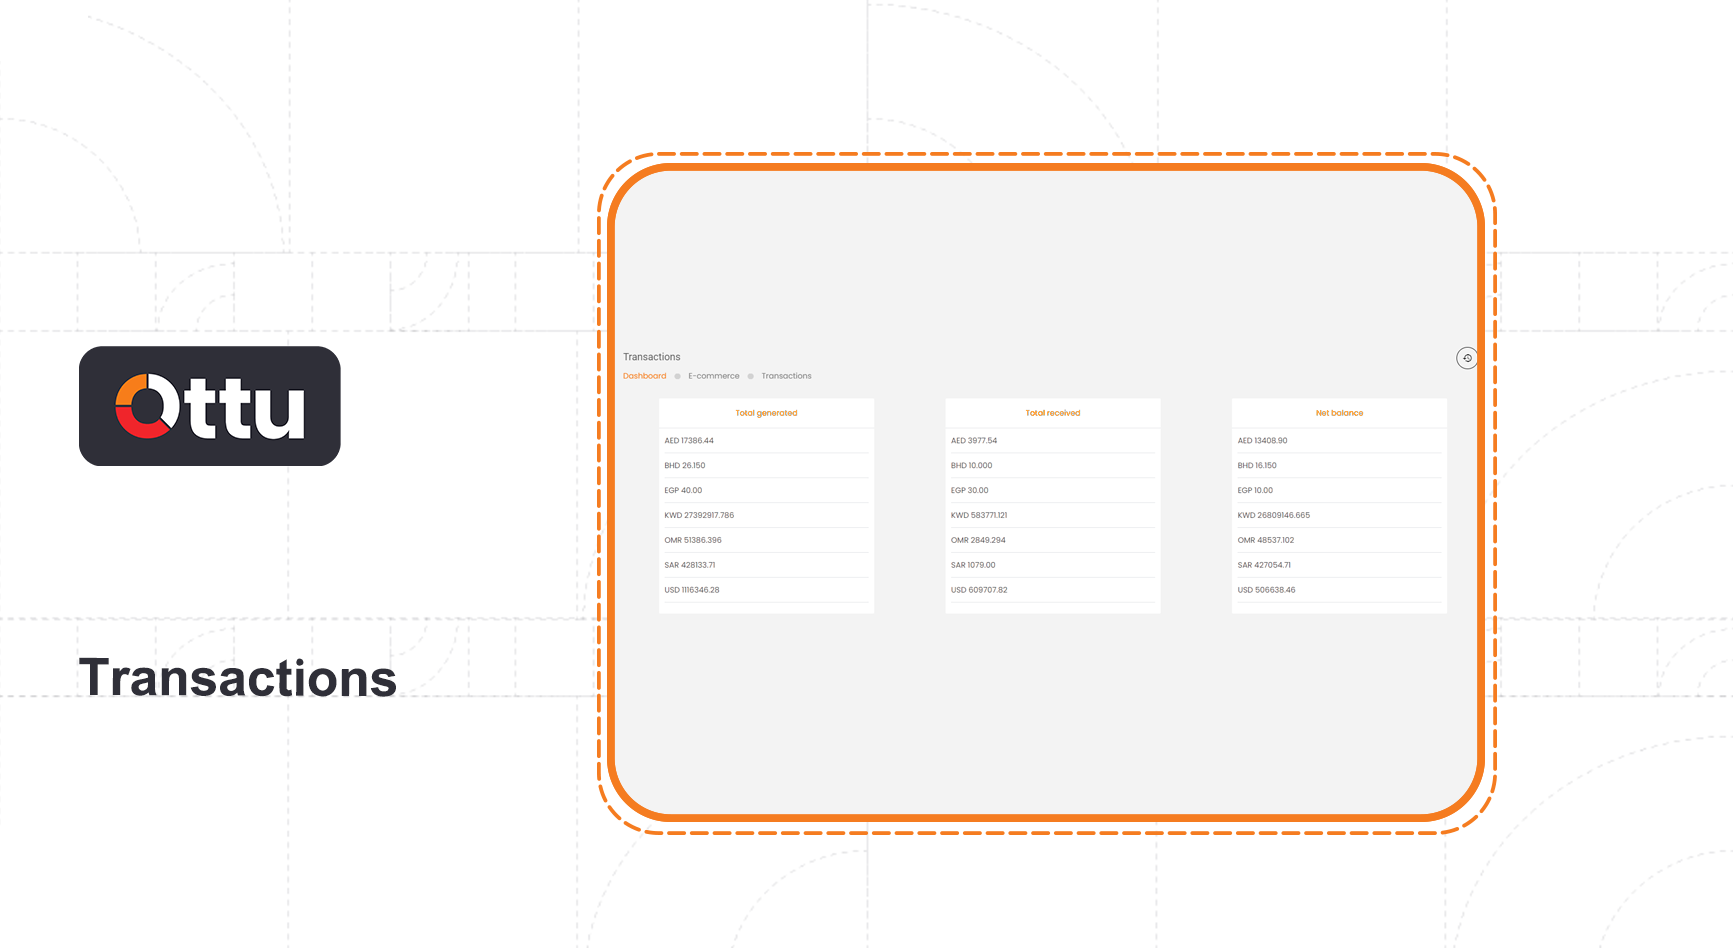 Ottu
Transactions
Transactions
Dashboard E-commerce Transactions
Total generated
AED 17386.44
BHD 26.150
EGP 40.00
KWD 27392917.786
OMR 51386.396
SAR 428133.71
USD 1116346.28
Total received
AED 3977.54
BHD 10.000
EGP 30.00
KWD 583771.121
OMR 2849.294
SAR 1079.00
USD 609707.82
Net balance
AED 13408.90
BHD 16.150
EGP 10.00
KWD 26809146.665
OMR 48537.102
SAR 427054.71
USD 506638.46